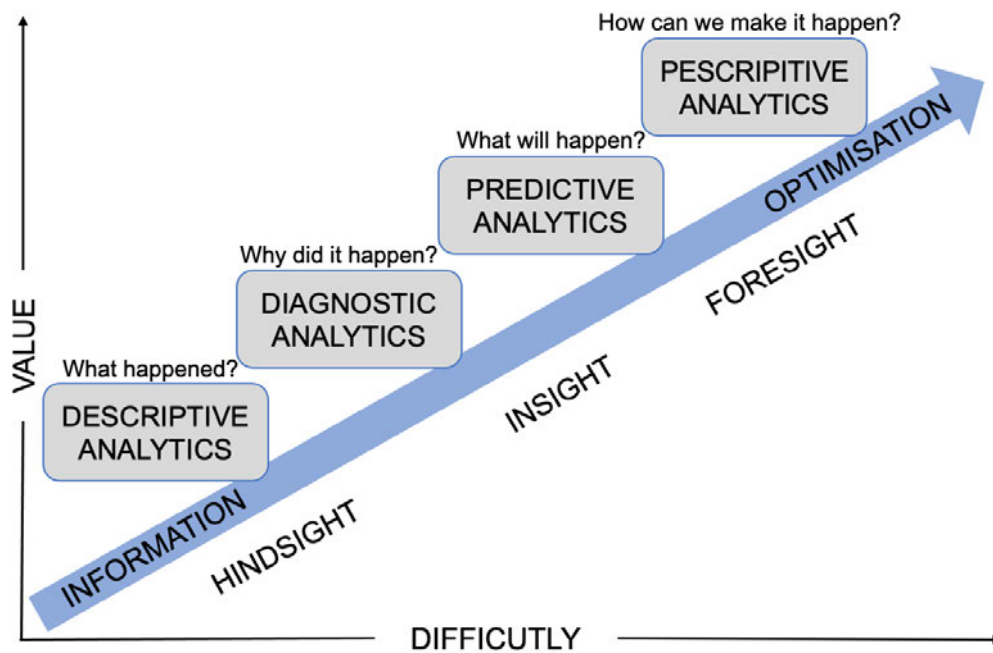 How can we make it happen?
PESCRIPITIVE
ANALYTICS
What will happen?
PREDICTIVE
ANALYTICS
Why did it happen?
DIAGNOSTIC
ANALYTICS
What happened?
DESCRIPTIVE
ANALYTICS
VALUE
INFORMATION
OPTIMISATION
HINDSIGHT
INSIGHT
FORESIGHT
DIFFICUTLY